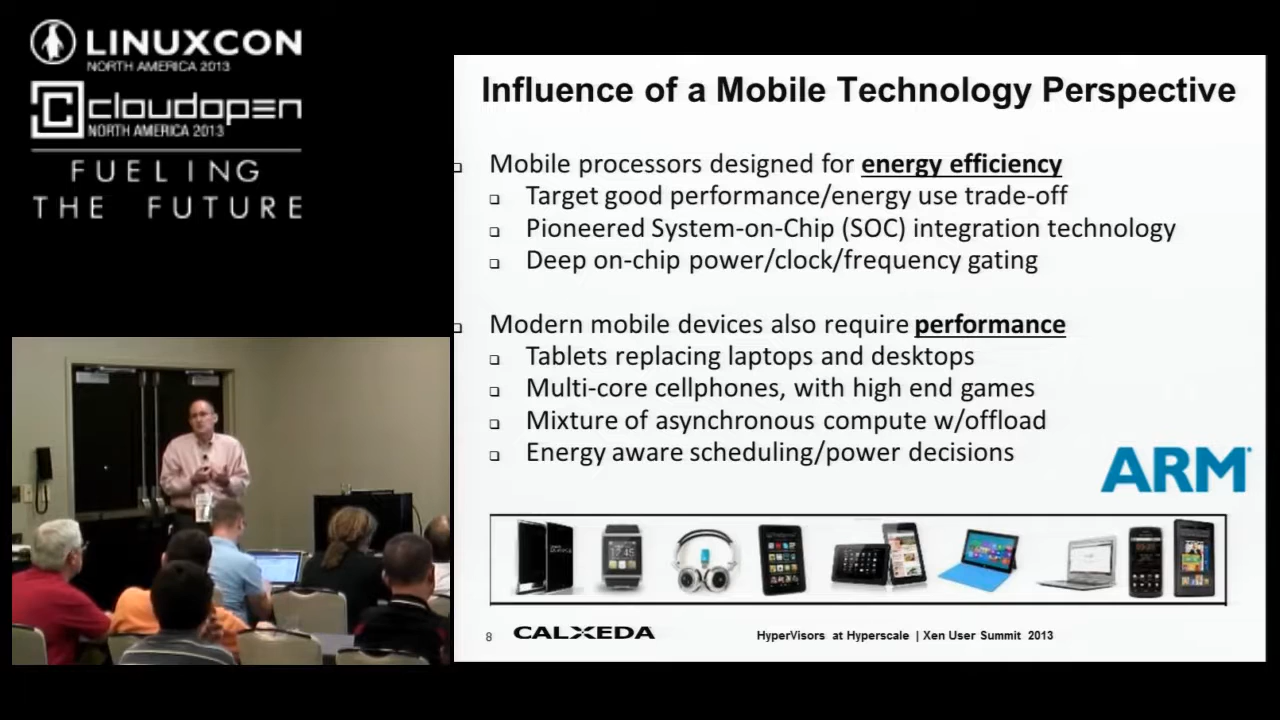 LINUXCON
NORTH AMERICA 2013
cloudopen
NORTH AMERICA 2013
FUELING
THE FUTURE
Influence of a Mobile Technology Perspective
Mobile processors designed for energy efficiency
Target good performance/energy use trade-off
Pioneered System-on-Chip (SOC) integration technology
Deep on-chip power/clock/frequency gating
Modern mobile devices also require performance
Tablets replacing laptops and desktops
Multi-core cellphones, with high end games
Mixture of asynchronous compute w/offload
Energy aware scheduling/power decisions
ARM
8
CALXEDA
HyperVisors at Hyperscale | Xen User Summit 2013